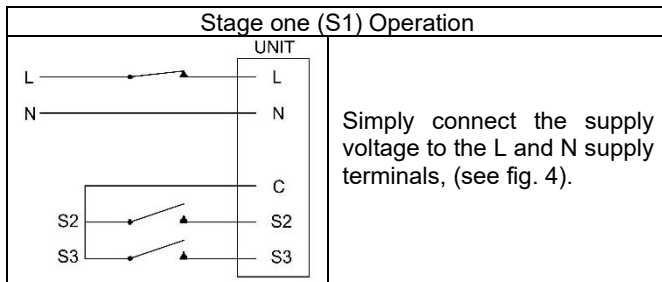 Stage one (S1) Operation
UNIT
L L
N N
C
S2 S2
S3 S3
Simply connect the supply
voltage to the L and N supply
terminals, (see fig. 4).